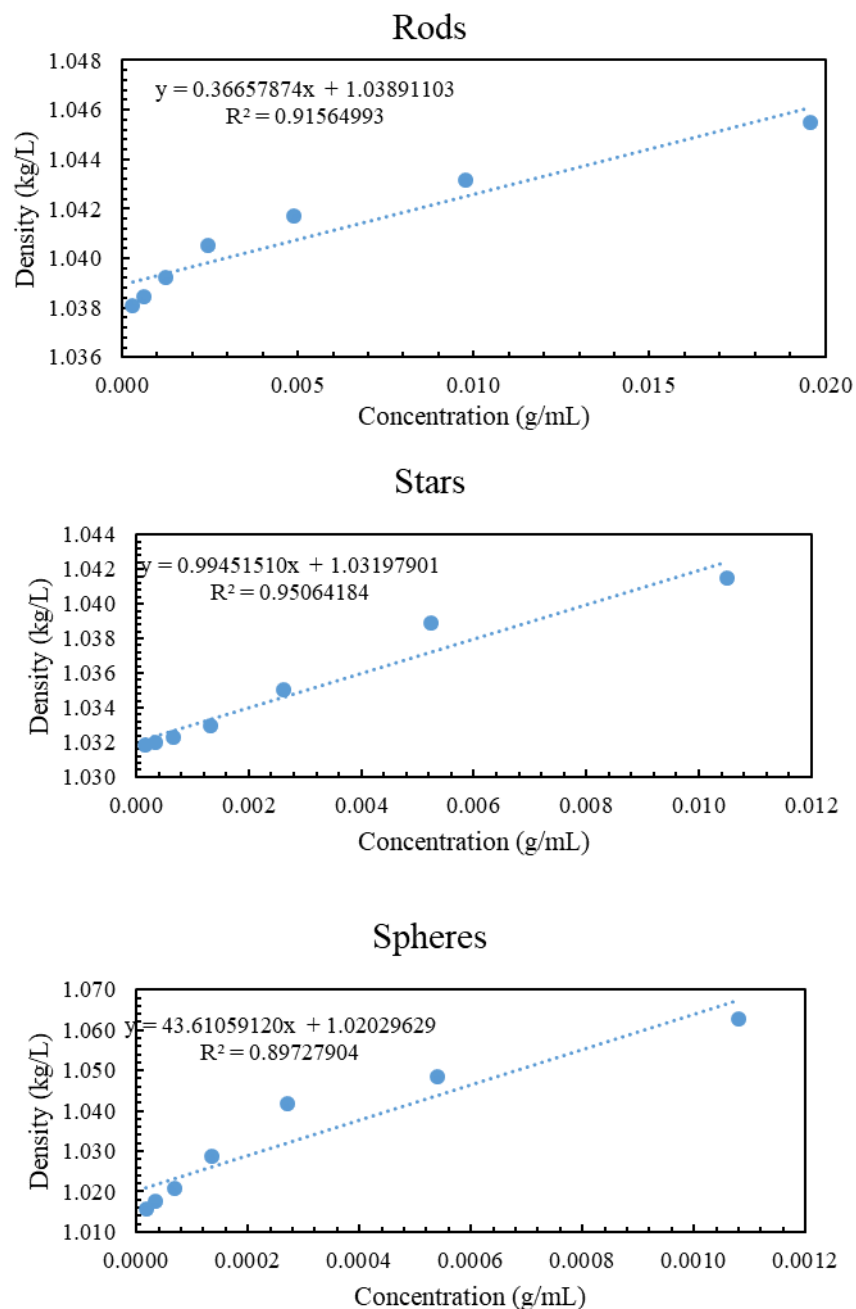 Rods
1.048
1.046
1.044
1.042
1.040
1.038
1.036
y = 0.36657874x + 1.03891103
R² = 0.91564993
Density (kg/L)
0.000 0.005 0.010 0.015 0.020
Concentration (g/mL)
Stars
1.044
1.042
1.040
1.038
1.036
1.034
1.032
1.030
y = 0.99451510x + 1.03197901
R² = 0.95064184
Density (kg/L)
0.000 0.002 0.004 0.006 0.008 0.010 0.012
Concentration (g/mL)
Spheres
1.070
1.060
1.050
1.040
1.030
1.020
1.010
y = 43.61059120x + 1.02029629
R² = 0.89727904
Density (kg/L)
0.0000 0.0002 0.0004 0.0006 0.0008 0.0010 0.0012
Concentration (g/mL)